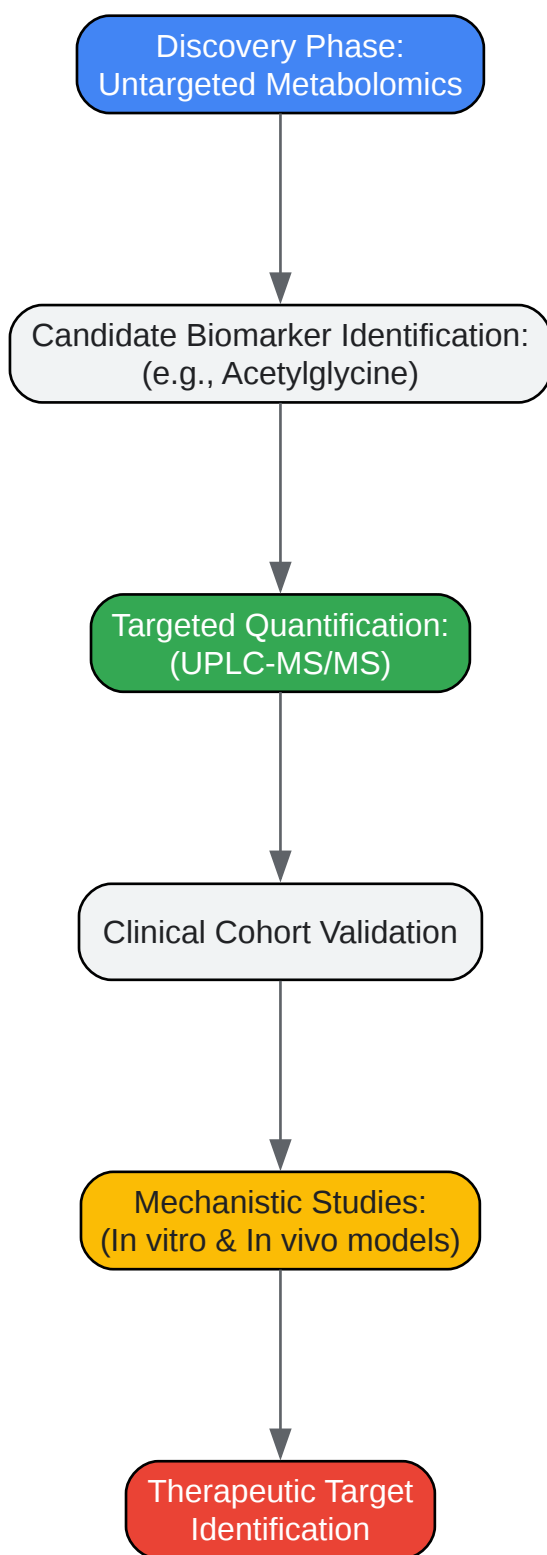 Discovery Phase:
Untargeted Metabolomics
Candidate Biomarker Identification:
(e.g., Acetylglycine)
Targeted Quantification:
(UPLC-MS/MS)
Clinical Cohort Validation
Mechanistic Studies:
(In vitro & In vivo models)
Therapeutic Target
Identification